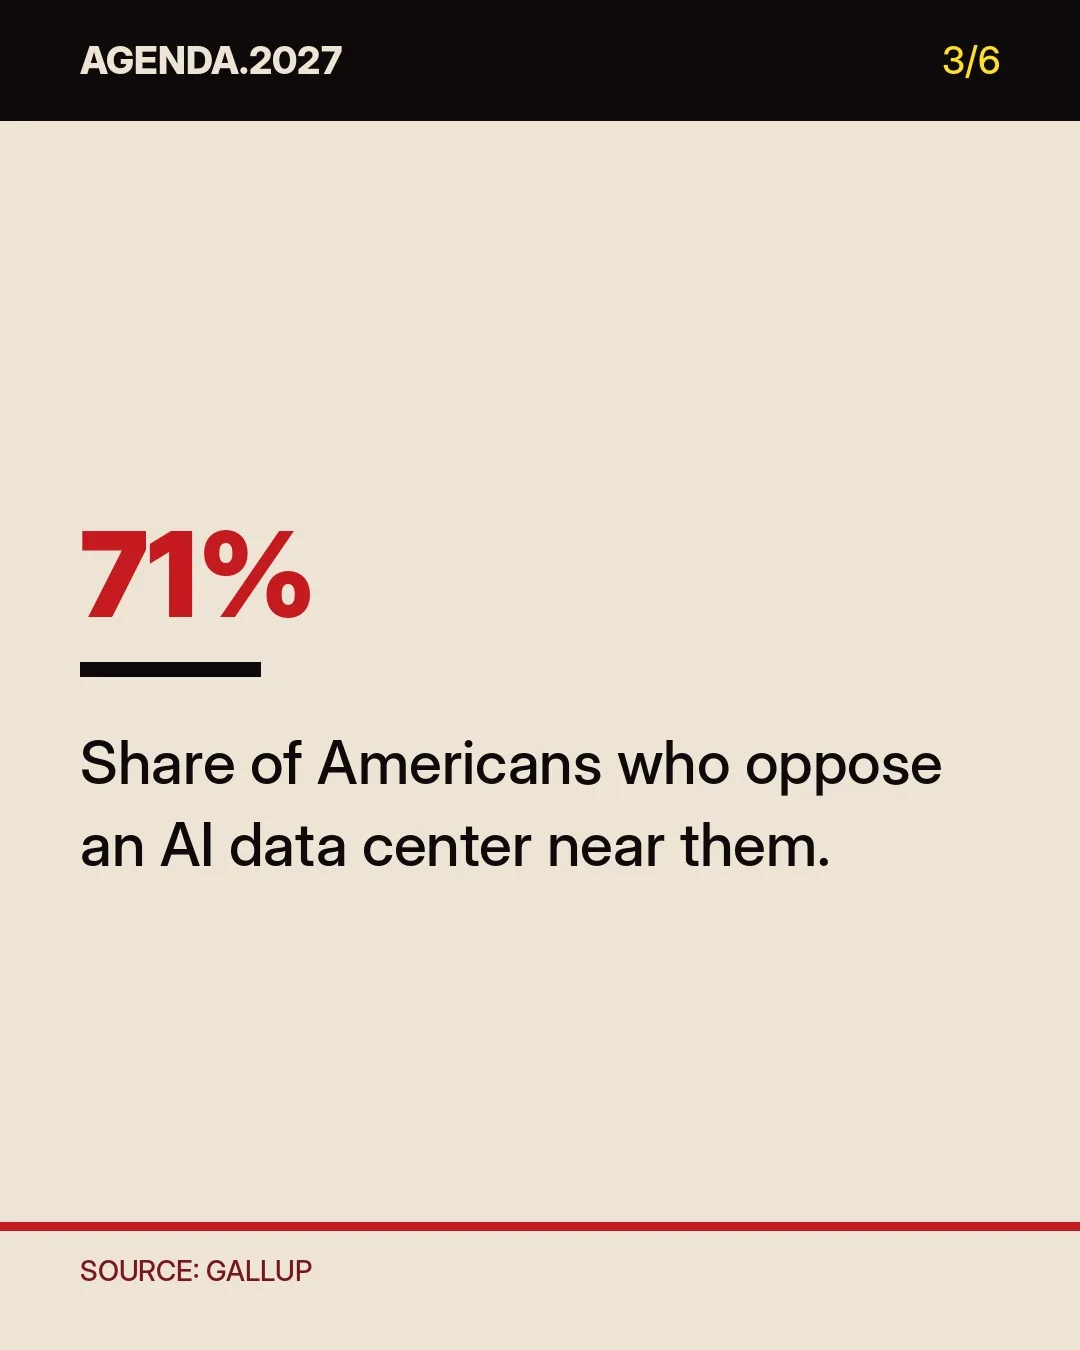 AGENDA.2027
3/6
71%
Share of Americans who oppose
an AI data center near them.
SOURCE: GALLUP